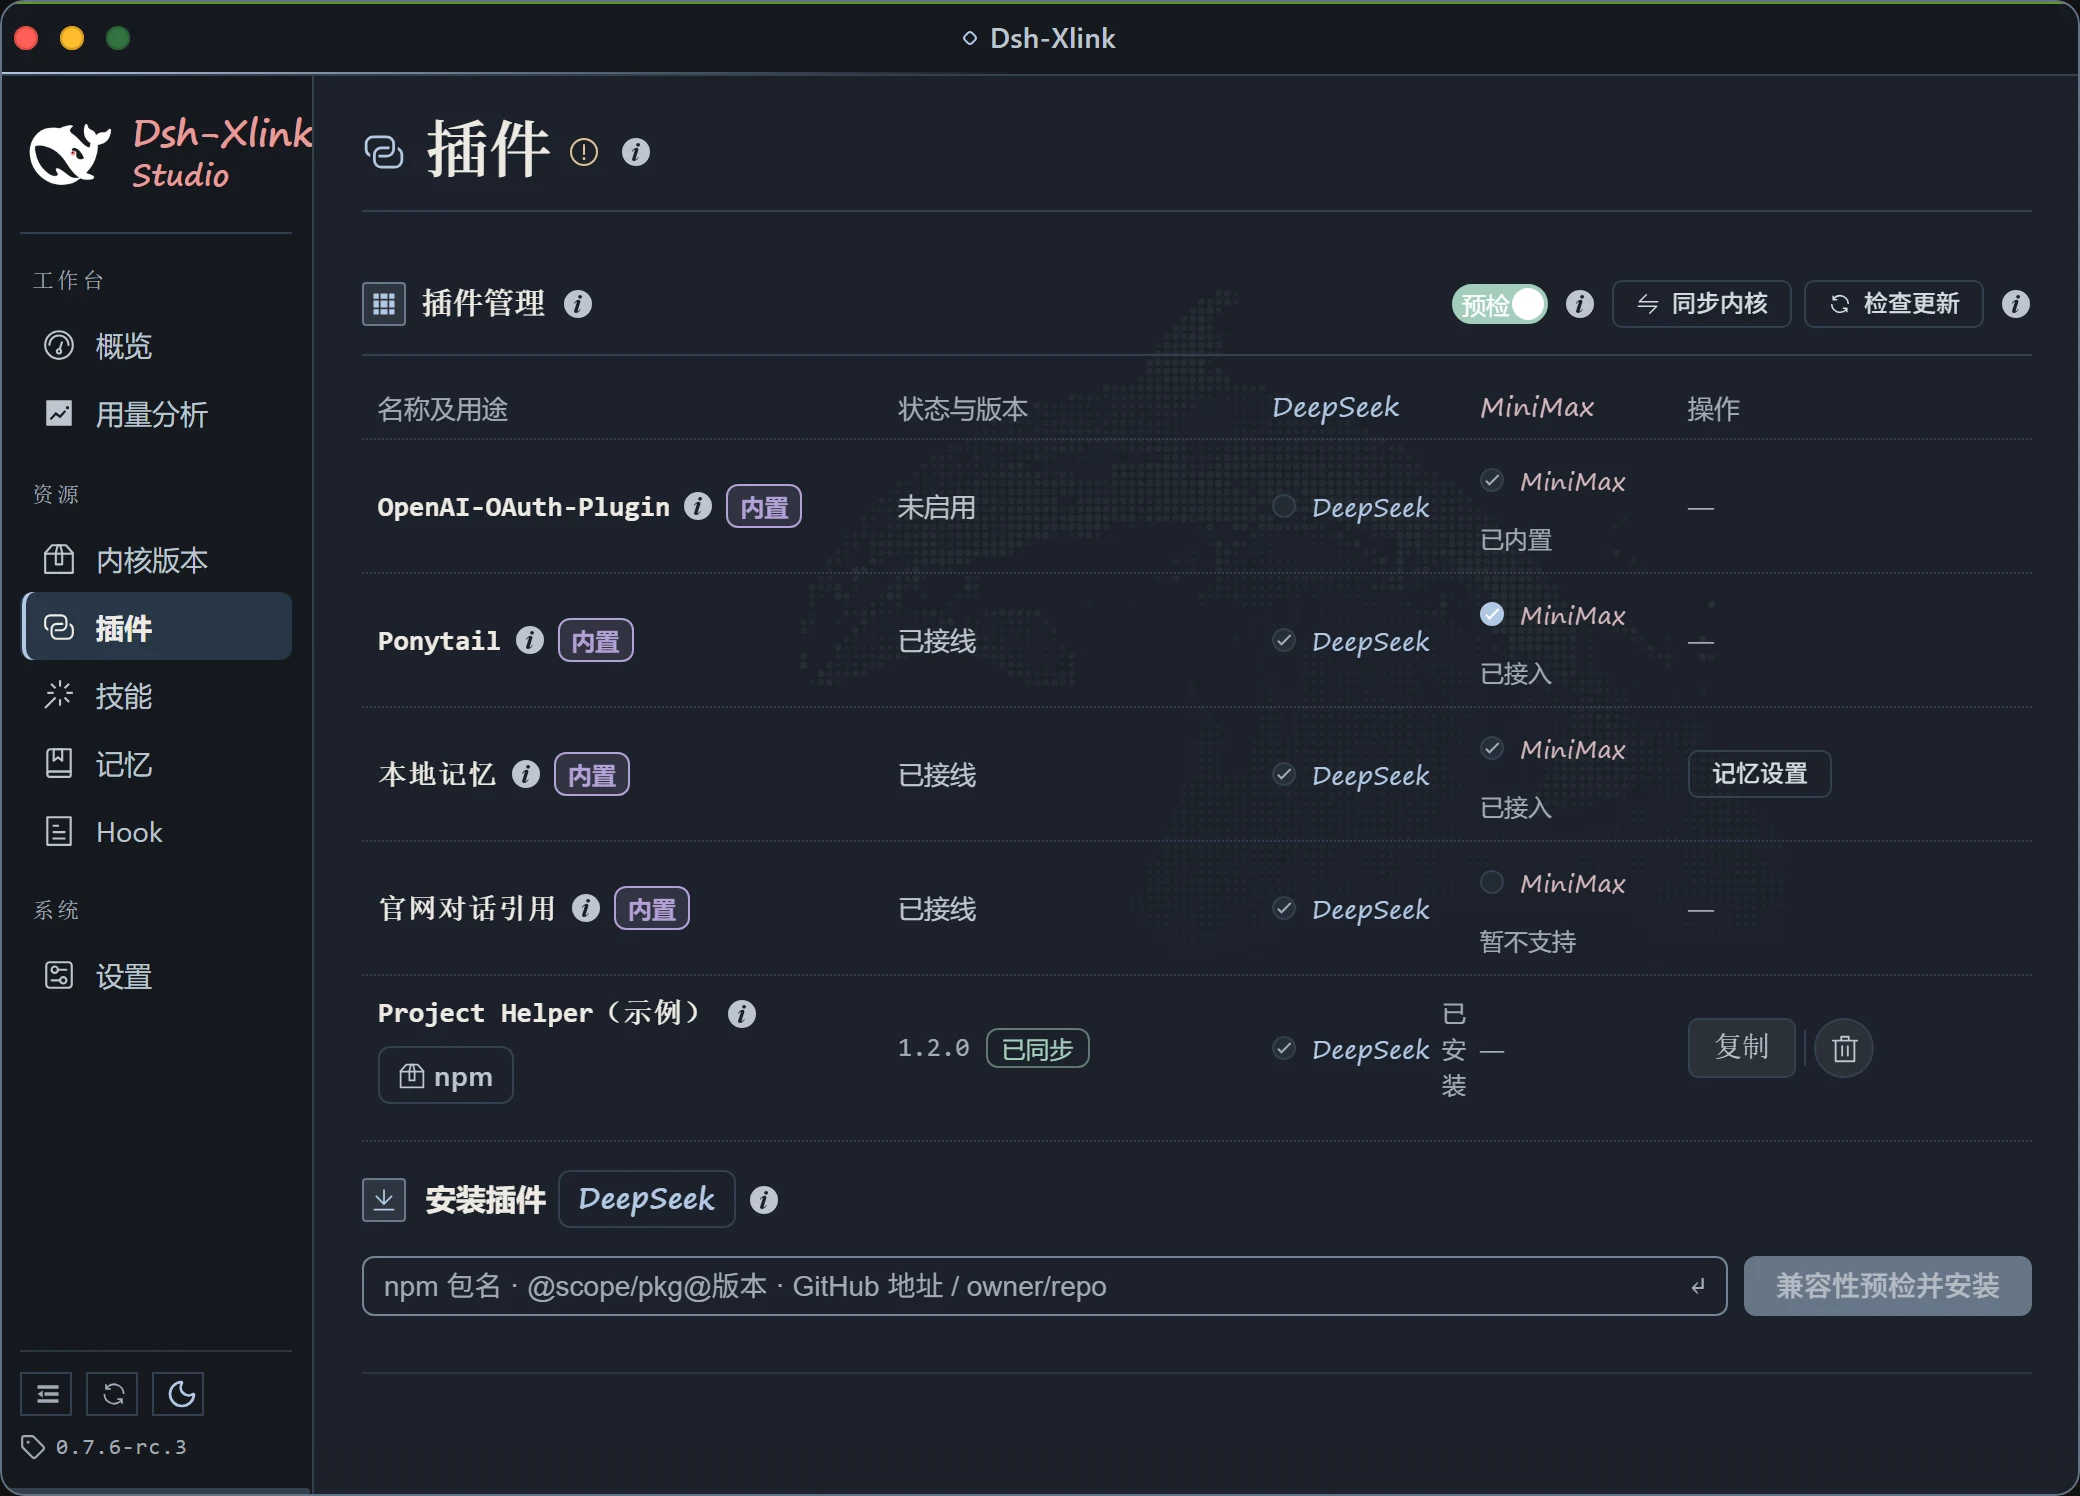 Dsh-Xlink
Dsh-Xlink
Studio
工作台
概览
用量分析
资源
内核版本
插件
技能
记忆
Hook
系统
设置
0.7.6-rc.3
插件
插件管理
预检
同步内核
检查更新
名称及用途 状态与版本 DeepSeek MiniMax 操作
OpenAI-OAuth-Plugin 内置 未启用 DeepSeek MiniMax —
已内置
Ponytail 内置 已接线 DeepSeek MiniMax —
已接入
本地记忆 内置 已接线 DeepSeek MiniMax 记忆设置
已接入
官网对话引用 内置 已接线 DeepSeek MiniMax —
暂不支持
Project Helper（示例） 1.2.0 已同步 DeepSeek 已安装 — 复制
npm
安装插件 DeepSeek
npm 包名 · @scope/pkg@版本 · GitHub 地址 / owner/repo
兼容性预检并安装